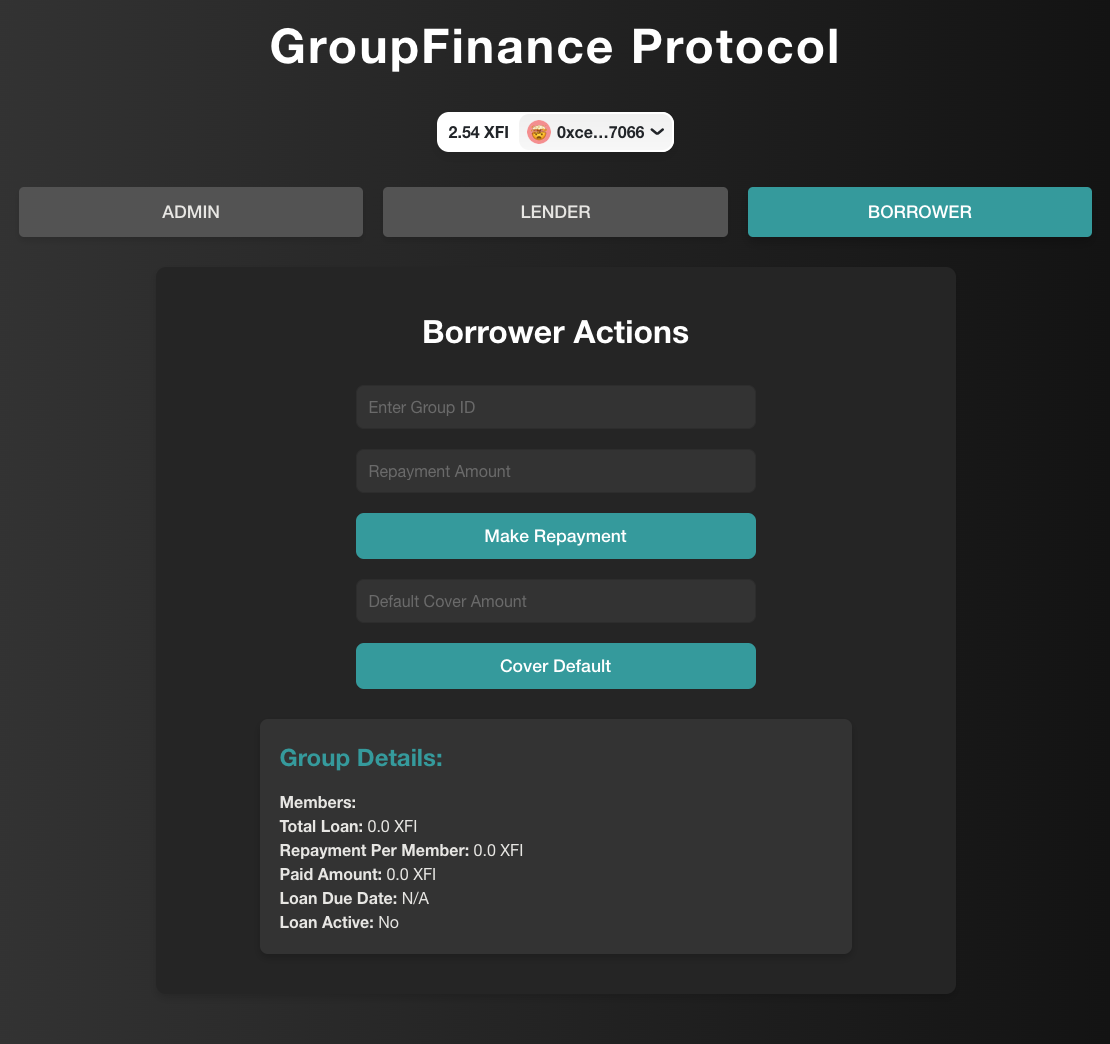 GroupFinance Protocol
2.54 XFI 0xce...7066
ADMIN LENDER BORROWER
Borrower Actions
Enter Group ID
Repayment Amount
Make Repayment
Default Cover Amount
Cover Default
Group Details:
Members:
Total Loan: 0.0 XFI
Repayment Per Member: 0.0 XFI
Paid Amount: 0.0 XFI
Loan Due Date: N/A
Loan Active: No